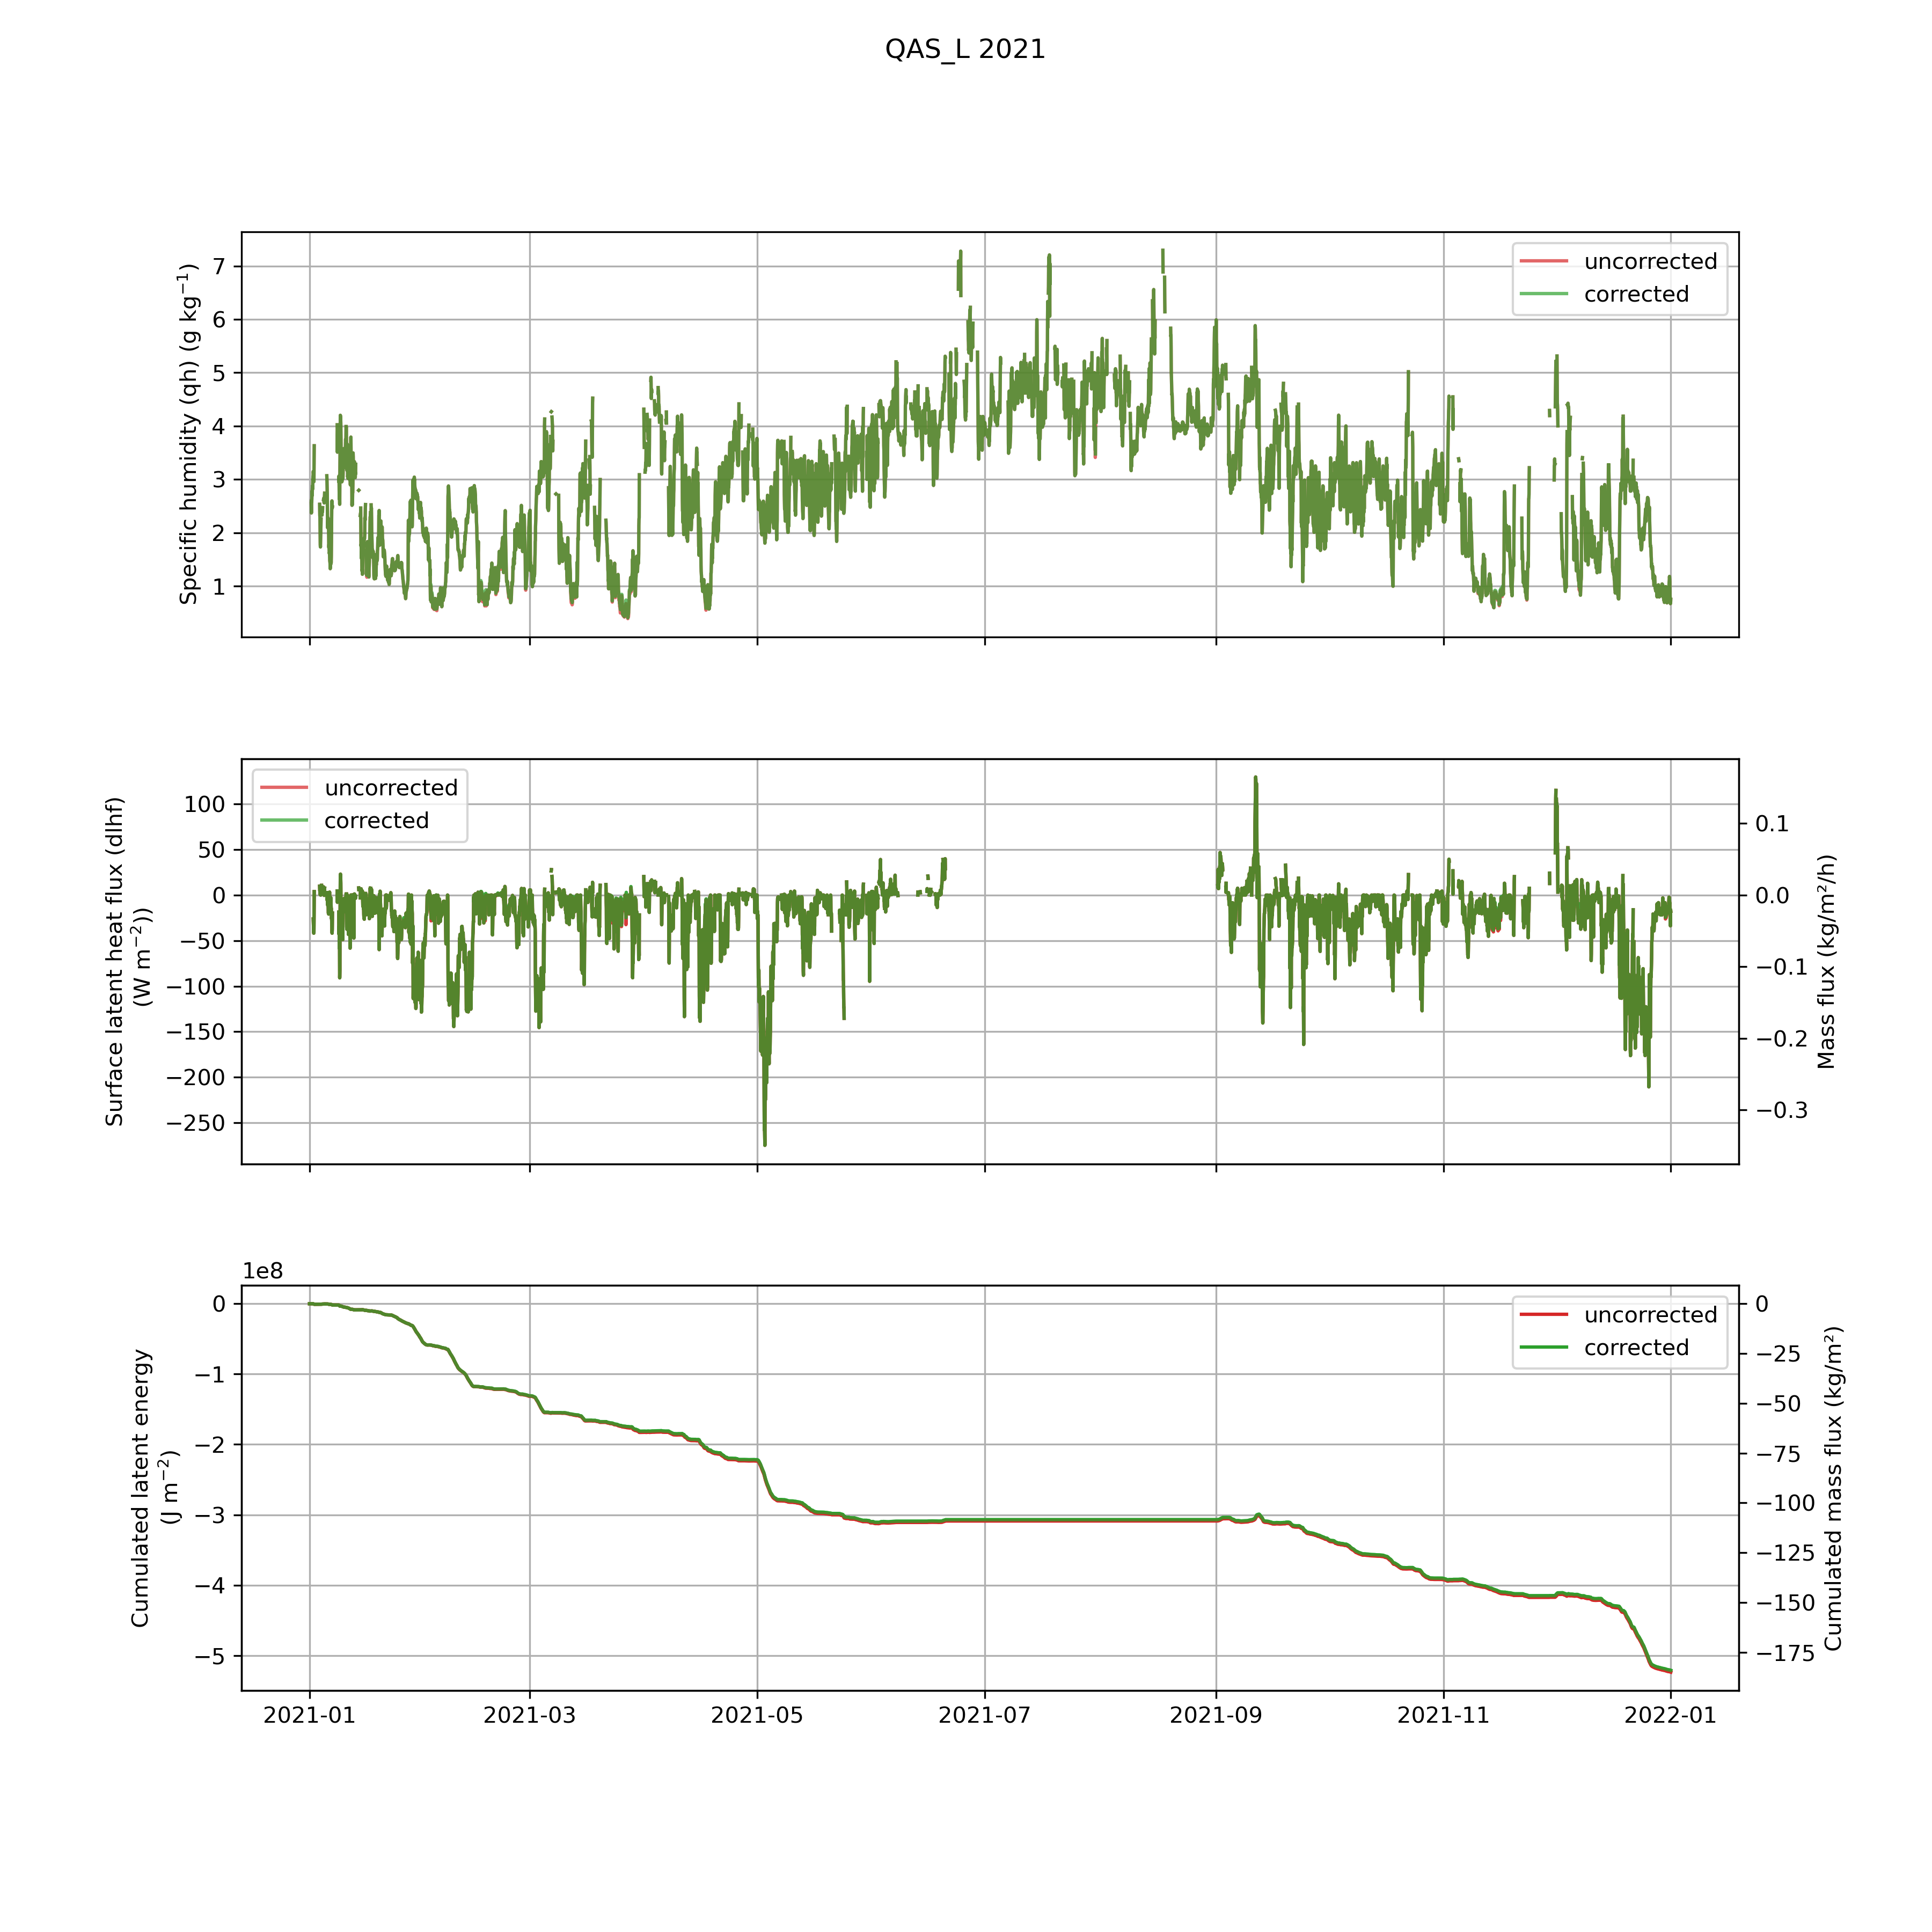 QAS_L 2021
Specific humidity (qh) (g kg⁻¹)
7
6
5
4
3
2
1
uncorrected
corrected
Surface latent heat flux (dlhf)
(W m⁻²))
100
50
0
−50
−100
−150
−200
−250
uncorrected
corrected
0.1
0.0
−0.1
−0.2
−0.3
Mass flux (kg/m²/h)
1e8
Cumulated latent energy
(J m⁻²)
0
−1
−2
−3
−4
−5
uncorrected
corrected
0
−25
−50
−75
−100
−125
−150
−175
Cumulated mass flux (kg/m²)
2021-01 2021-03 2021-05 2021-07 2021-09 2021-11 2022-01